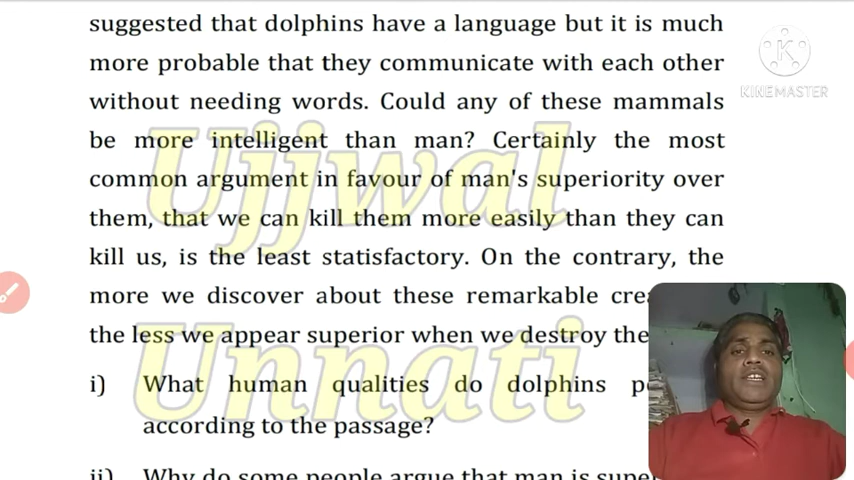 suggested that dolphins have a language but it is much
more probable that they communicate with each other
without needing words. Could any of these mammals
be more intelligent than man? Certainly the most
common argument in favour of man's superiority over
them, that we can kill them more easily than they can
kill us, is the least statisfactory. On the contrary, the
more we discover about these remarkable
the less we appear superior when we destroy
i) What human qualities do dolphins
according to the passage?
ii) Why do some people argue that man is
Ujjwal
Unnati
K
KINEMASTER